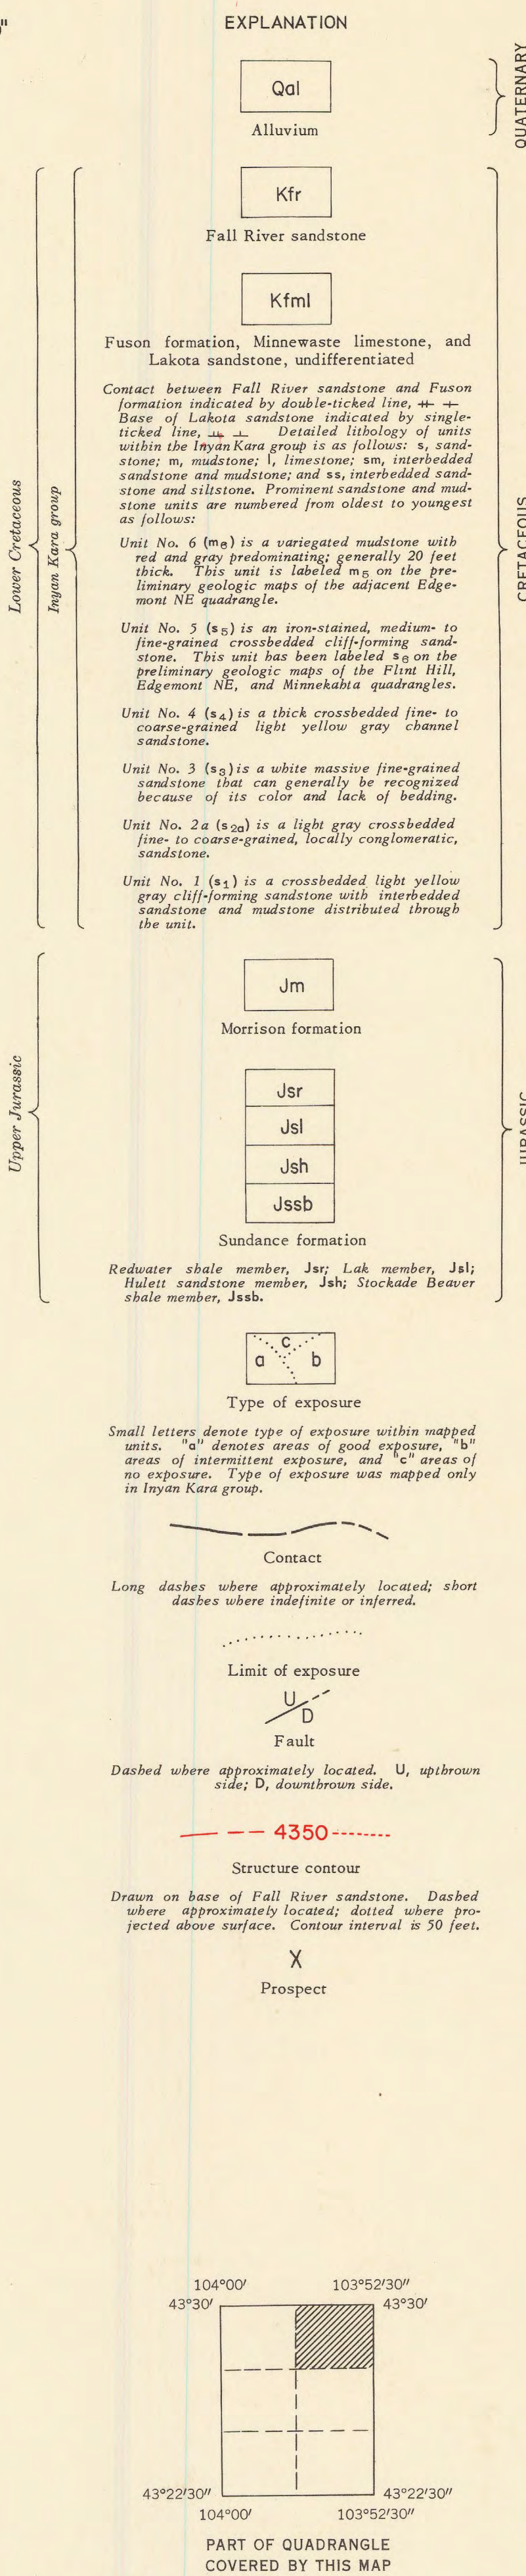 EXPLANATION
QUATERNARY
Qal
Alluvium
Kfr
Fall River sandstone
Kfml
Fuson formation, Minnewaste limestone, and
Lakota sandstone, undifferentiated
Contact between Fall River sandstone and Fuson
formation indicated by double-ticked line,
Base of Lakota sandstone indicated by single-
ticked line, Detailed lithology of units
within the Inyan Kara group is as follows: s, sand-
stone; m, mudstone; l, limestone; sm, interbedded
sandstone and mudstone; and ss, interbedded sand-
stone and siltstone. Prominent sandstone and mud-
stone units are numbered from oldest to youngest
as follows:
Lower Cretaceous
Inyan Kara group
CRETACEOUS
Unit No. 6 (m6) is a variegated mudstone with
red and gray predominating; generally 20 feet
thick. This unit is labeled m5 on the pre-
liminary geologic maps of the adjacent Edge-
mont NE quadrangle.
Unit No. 5 (s5) is an iron-stained, medium- to
fine-grained crossbedded cliff-forming sand-
stone. This unit has been labeled s6 on the
preliminary geologic maps of the Flint Hill,
Edgemont NE, and Minnekahta quadrangles.
Unit No. 4 (s4) is a thick crossbedded fine- to
coarse-grained light yellow gray channel
sandstone.
Unit No. 3 (s3) is a white massive fine-grained
sandstone that can generally be recognized
because of its color and lack of bedding.
Unit No. 2a (s2a) is a light gray crossbedded
fine- to coarse-grained, locally conglomeratic,
sandstone.
Unit No. 1 (s1) is a crossbedded light yellow
gray cliff-forming sandstone with interbedded
sandstone and mudstone distributed through
the unit.
Jm
Morrison formation
Upper Jurassic
JURASSIC
Jsr
Jsl
Jsh
Jssb
Sundance formation
Redwater shale member, Jsr; Lak member, Jsl;
Hulett sandstone member, Jsh; Stockade Beaver
shale member, Jssb.
c
a b
Type of exposure
Small letters denote type of exposure within mapped
units. "a" denotes areas of good exposure, "b"
areas of intermittent exposure, and "c" areas of
no exposure. Type of exposure was mapped only
in Inyan Kara group.
Contact
Long dashes where approximately located; short
dashes where indefinite or inferred.
Limit of exposure
U
D
Fault
Dashed where approximately located. U, upthrown
side; D, downthrown side.
4350
Structure contour
Drawn on base of Fall River sandstone. Dashed
where approximately located; dotted where pro-
jected above surface. Contour interval is 50 feet.
X
Prospect
104°00' 103°52'30"
43°30' 43°30'
43°22'30" 43°22'30"
104°00' 103°52'30"
PART OF QUADRANGLE
COVERED BY THIS MAP